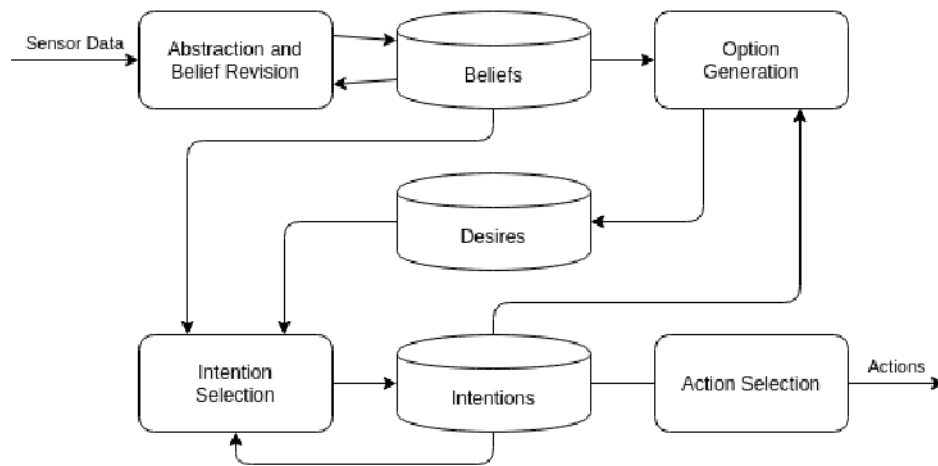 Sensor Data
Abstraction and
Belief Revision
Beliefs
Option
Generation
Desires
Intention
Selection
Intentions
Action Selection
Actions